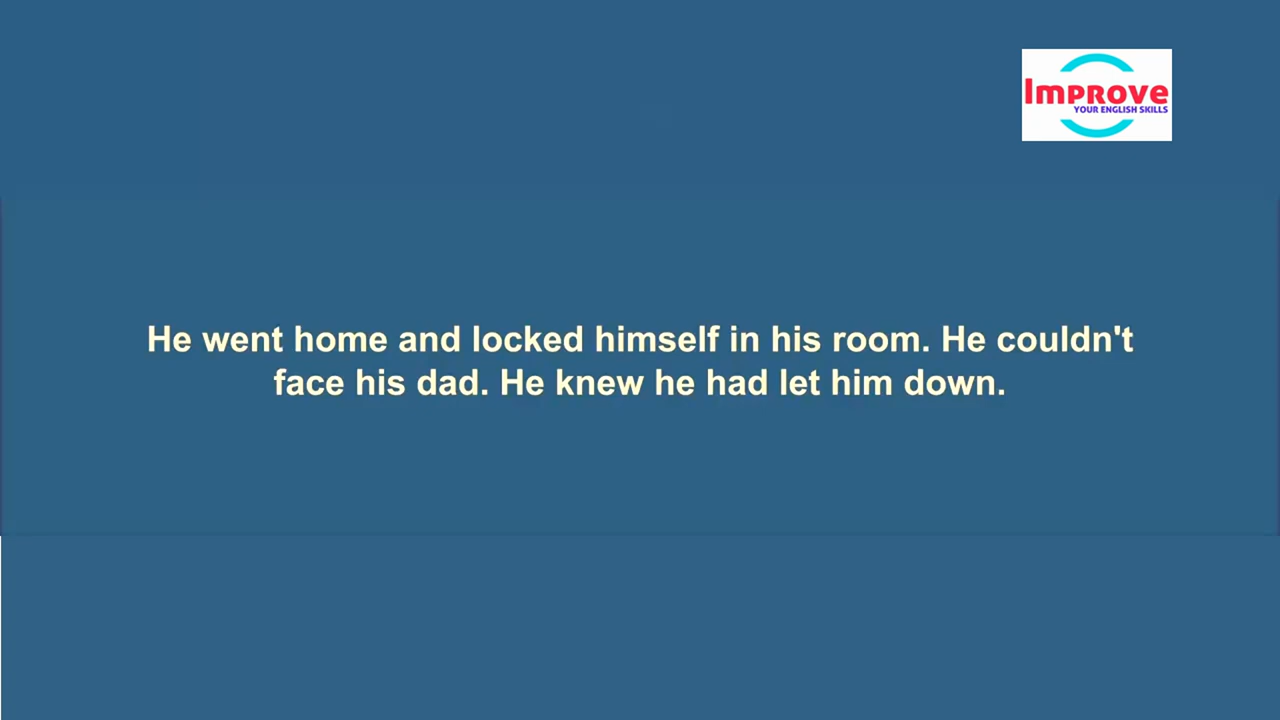 Improve
YOUR ENGLISH SKILLS
He went home and locked himself in his room. He couldn't
face his dad. He knew he had let him down.